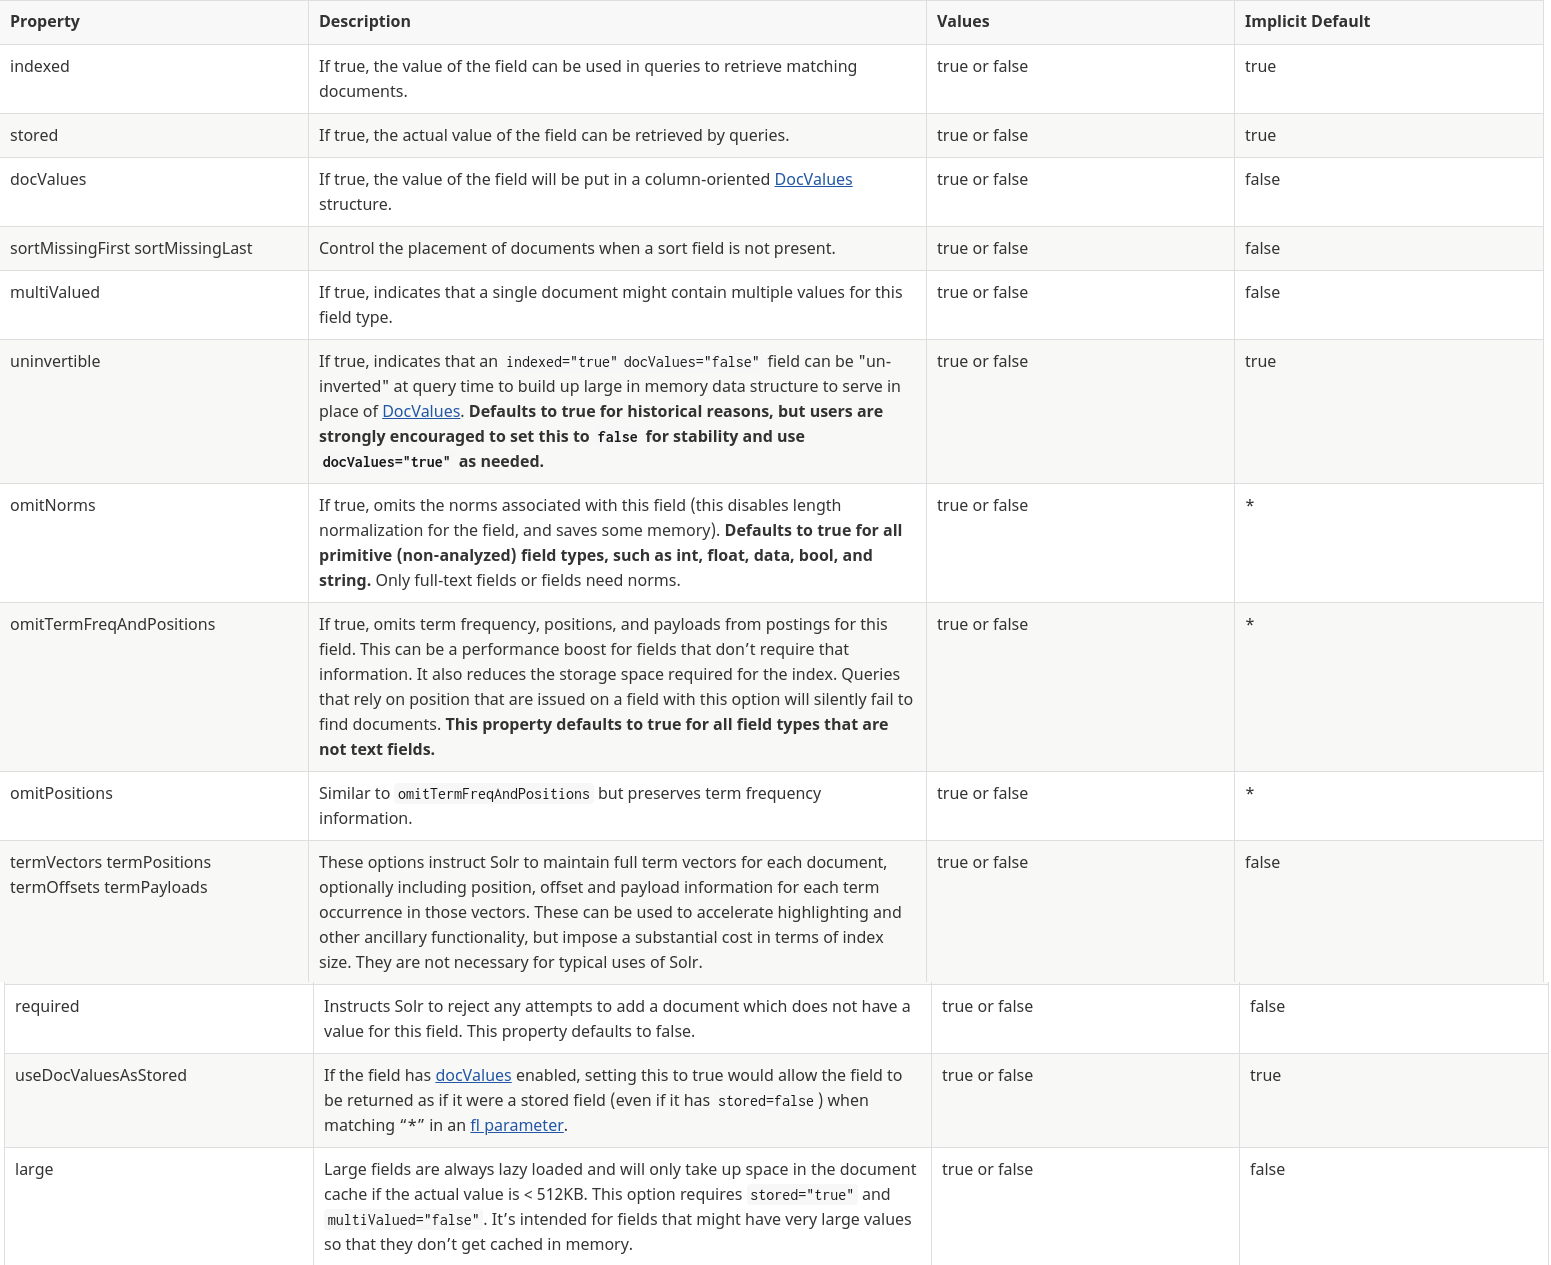 Property Description Values Implicit Default
indexed If true, the value of the field can be used in queries to retrieve matching true or false true
documents.
stored If true, the actual value of the field can be retrieved by queries. true or false true
docValues If true, the value of the field will be put in a column-oriented DocValues true or false false
structure.
sortMissingFirst sortMissingLast Control the placement of documents when a sort field is not present. true or false false
multiValued If true, indicates that a single document might contain multiple values for this true or false false
field type.
uninvertible If true, indicates that an indexed="true" docValues="false" field can be "un- true or false true
inverted" at query time to build up large in memory data structure to serve in
place of DocValues. Defaults to true for historical reasons, but users are
strongly encouraged to set this to false for stability and use
docValues="true" as needed.
omitNorms If true, omits the norms associated with this field (this disables length true or false *
normalization for the field, and saves some memory). Defaults to true for all
primitive (non-analyzed) field types, such as int, float, data, bool, and
string. Only full-text fields or fields need norms.
omitTermFreqAndPositions If true, omits term frequency, positions, and payloads from postings for this true or false *
field. This can be a performance boost for fields that don’t require that
information. It also reduces the storage space required for the index. Queries
that rely on position that are issued on a field with this option will silently fail to
find documents. This property defaults to true for all field types that are
not text fields.
omitPositions Similar to omitTermFreqAndPositions but preserves term frequency true or false *
information.
termVectors termPositions These options instruct Solr to maintain full term vectors for each document, true or false false
termOffsets termPayloads optionally including position, offset and payload information for each term
occurrence in those vectors. These can be used to accelerate highlighting and
other ancillary functionality, but impose a substantial cost in terms of index
size. They are not necessary for typical uses of Solr.
required Instructs Solr to reject any attempts to add a document which does not have a true or false false
value for this field. This property defaults to false.
useDocValuesAsStored If the field has docValues enabled, setting this to true would allow the field to true or false true
be returned as if it were a stored field (even if it has stored=false) when
matching “*” in an fl parameter.
large Large fields are always lazy loaded and will only take up space in the document true or false false
cache if the actual value is < 512KB. This option requires stored="true" and
multiValued="false". It’s intended for fields that might have very large values
so that they don’t get cached in memory.